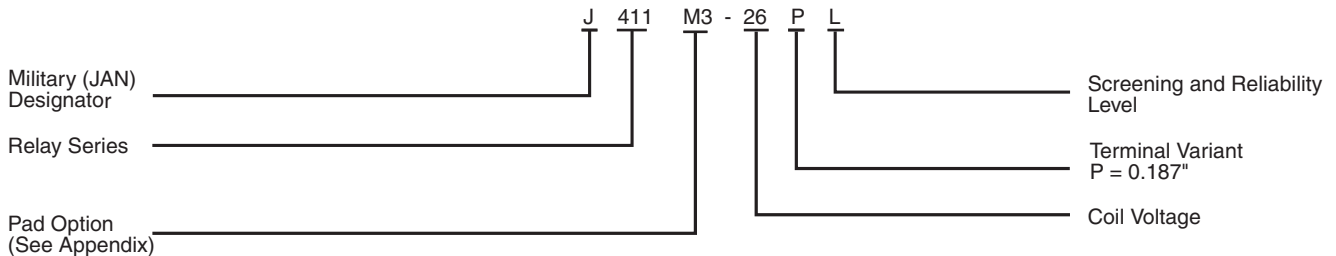 J 411 M3 - 26 P L
Military (JAN)
Designator
Relay Series
Pad Option
(See Appendix)
Screening and Reliability
Level
Terminal Variant
P = 0.187"
Coil Voltage